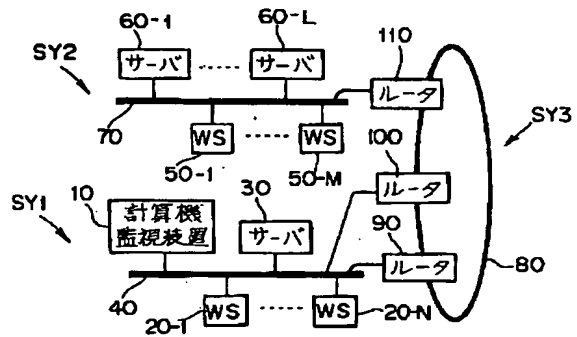 60-1
60-L
SY2
サーバ
サーバ
110
ルータ
SY3
70
WS
WS
100
50-1
50-M
ルータ
SY1
10
計算機
監視装置
30
サーバ
90
ルータ
80
40
WS
WS
20-1
20-N